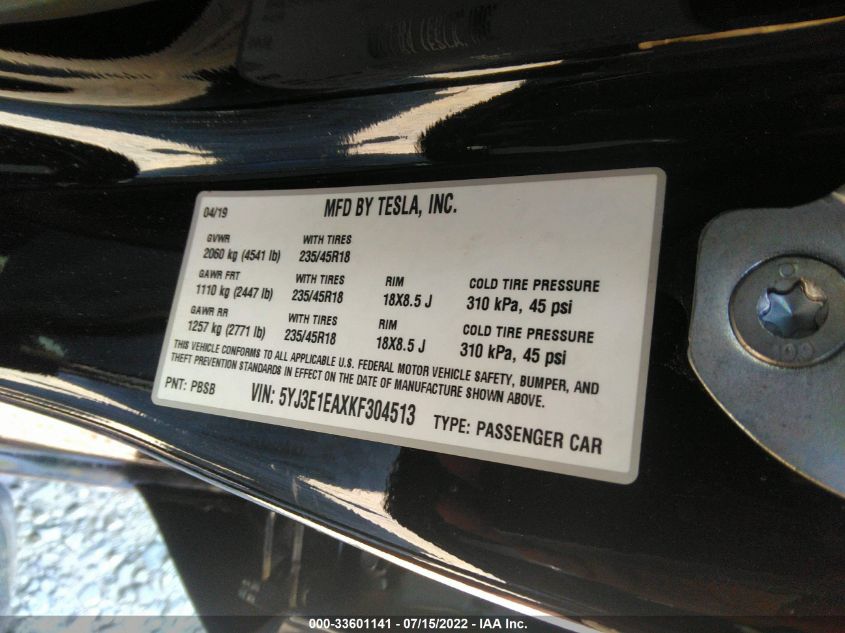 04/19 MFD BY TESLA, INC.
GVWR WITH TIRES
2060 kg (4541 lb) 235/45R18
GAWR FRT WITH TIRES RIM COLD TIRE PRESSURE
1110 kg (2447 lb) 235/45R18 18X8.5 J 310 kPa, 45 psi
GAWR RR WITH TIRES RIM COLD TIRE PRESSURE
1257 kg (2771 lb) 235/45R18 18X8.5 J 310 kPa, 45 psi
THIS VEHICLE CONFORMS TO ALL APPLICABLE U.S. FEDERAL MOTOR VEHICLE SAFETY, BUMPER, AND
THEFT PREVENTION STANDARDS IN EFFECT ON THE DATE OF MANUFACTURE SHOWN ABOVE.
PNT: PBSB VIN: 5YJ3E1EAXKF304513 TYPE: PASSENGER CAR
000-33601141 - 07/15/2022 - IAA Inc.